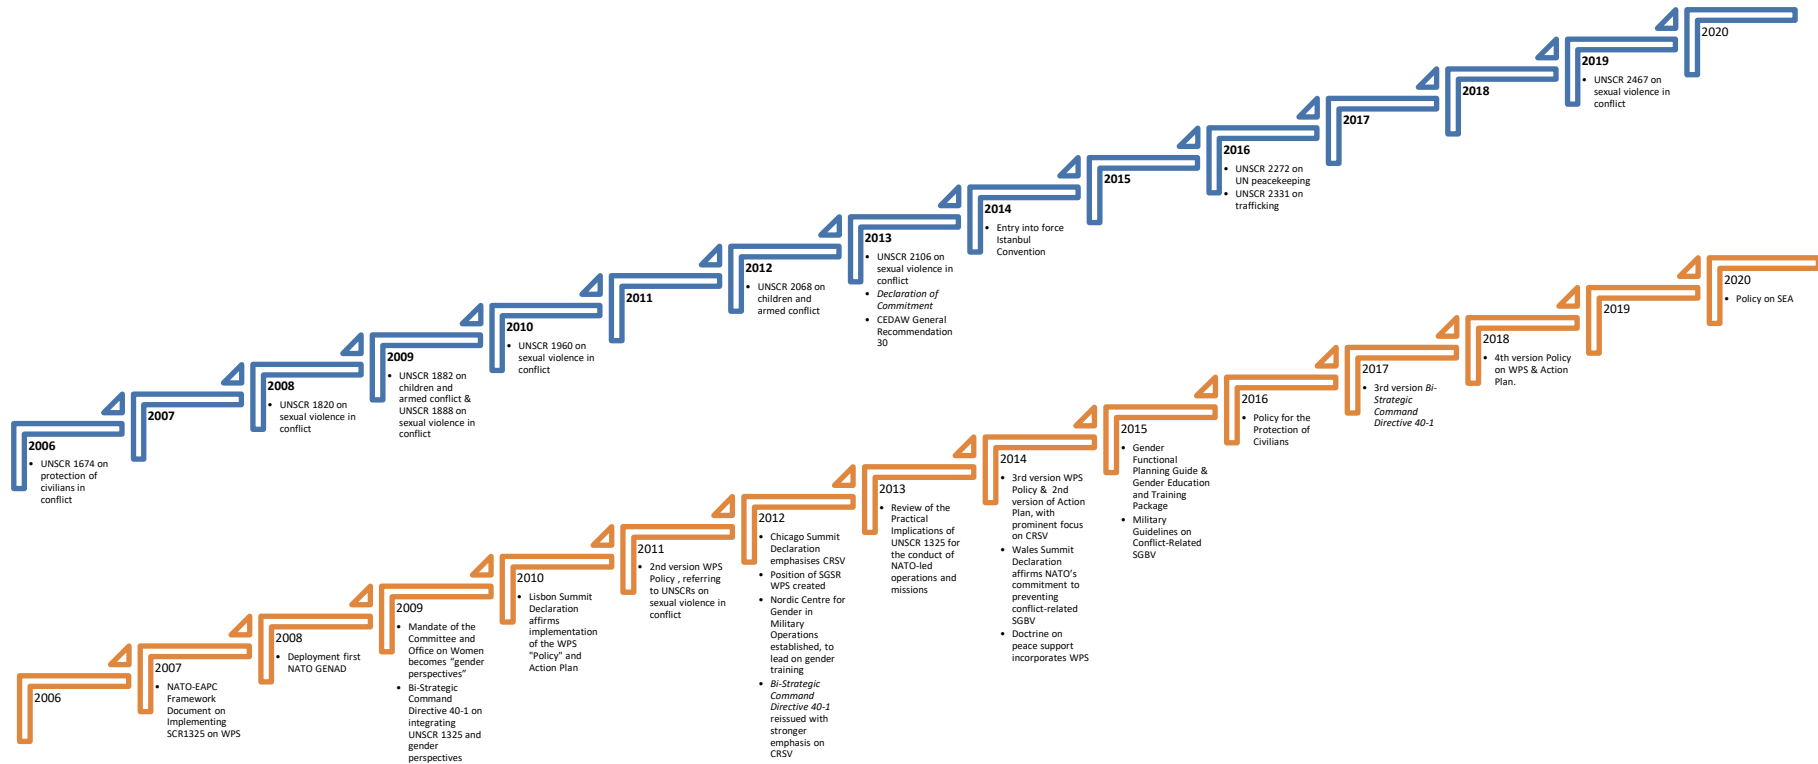 2006
• UNSCR 1674 on
protection of
civilians in
conflict
2007
2008
• UNSCR 1820 on
sexual violence in
conflict
2009
• UNSCR 1882 on
children and
armed conflict &
UNSCR 1888 on
sexual violence in
conflict
2010
• UNSCR 1960 on
sexual violence in
conflict
2011
2012
• UNSCR 2068 on
children and
armed conflict
2013
• UNSCR 2106 on
sexual violence in
conflict
• Declaration of
Commitment
• CEDAW General
Recommendation
30
2014
• Entry into force
Istanbul
Convention
2015
2016
• UNSCR 2272 on
UN peacekeeping
• UNSCR 2331 on
trafficking
2017
2018
2019
• UNSCR 2467 on
sexual violence in
conflict
2020
2006
2007
• NATO-EAPC
Framework
Document on
Implementing
SCR1325 on WPS
2008
• Deployment first
NATO GENAD
2009
• Mandate of the
Committee and
Office on Women
becomes “gender
perspectives”
• Bi-Strategic
Command
Directive 40-1 on
integrating
UNSCR 1325 and
gender
perspectives
2010
• Lisbon Summit
Declaration
affirms
implementation
of the WPS
"Policy" and
Action Plan
2011
• 2nd version WPS
Policy , referring
to UNSCRs on
sexual violence in
conflict
2012
• Chicago Summit
Declaration
emphasises CRSV
• Position of SGSR
WPS created
• Nordic Centre for
Gender in
Military
Operations
established, to
lead on gender
training
• Bi-Strategic
Command
Directive 40-1
reissued with
stronger
emphasis on
CRSV
2013
• Review of the
Practical
Implications of
UNSCR 1325 for
the conduct of
NATO-led
operations and
missions
2014
• 3rd version WPS
Policy & 2nd
version of Action
Plan, with
prominent focus
on CRSV
• Wales Summit
Declaration
affirms NATO’s
commitment to
preventing
conflict-related
SGBV
• Doctrine on
peace support
incorporates WPS
2015
• Gender
Functional
Planning Guide &
Gender Education
and Training
Package
• Military
Guidelines on
Conflict-Related
SGBV
2016
• Policy for the
Protection of
Civilians
2017
• 3rd version Bi-
Strategic
Command
Directive 40-1
2018
• 4th version Policy
on WPS & Action
Plan.
2019
2020
• Policy on SEA